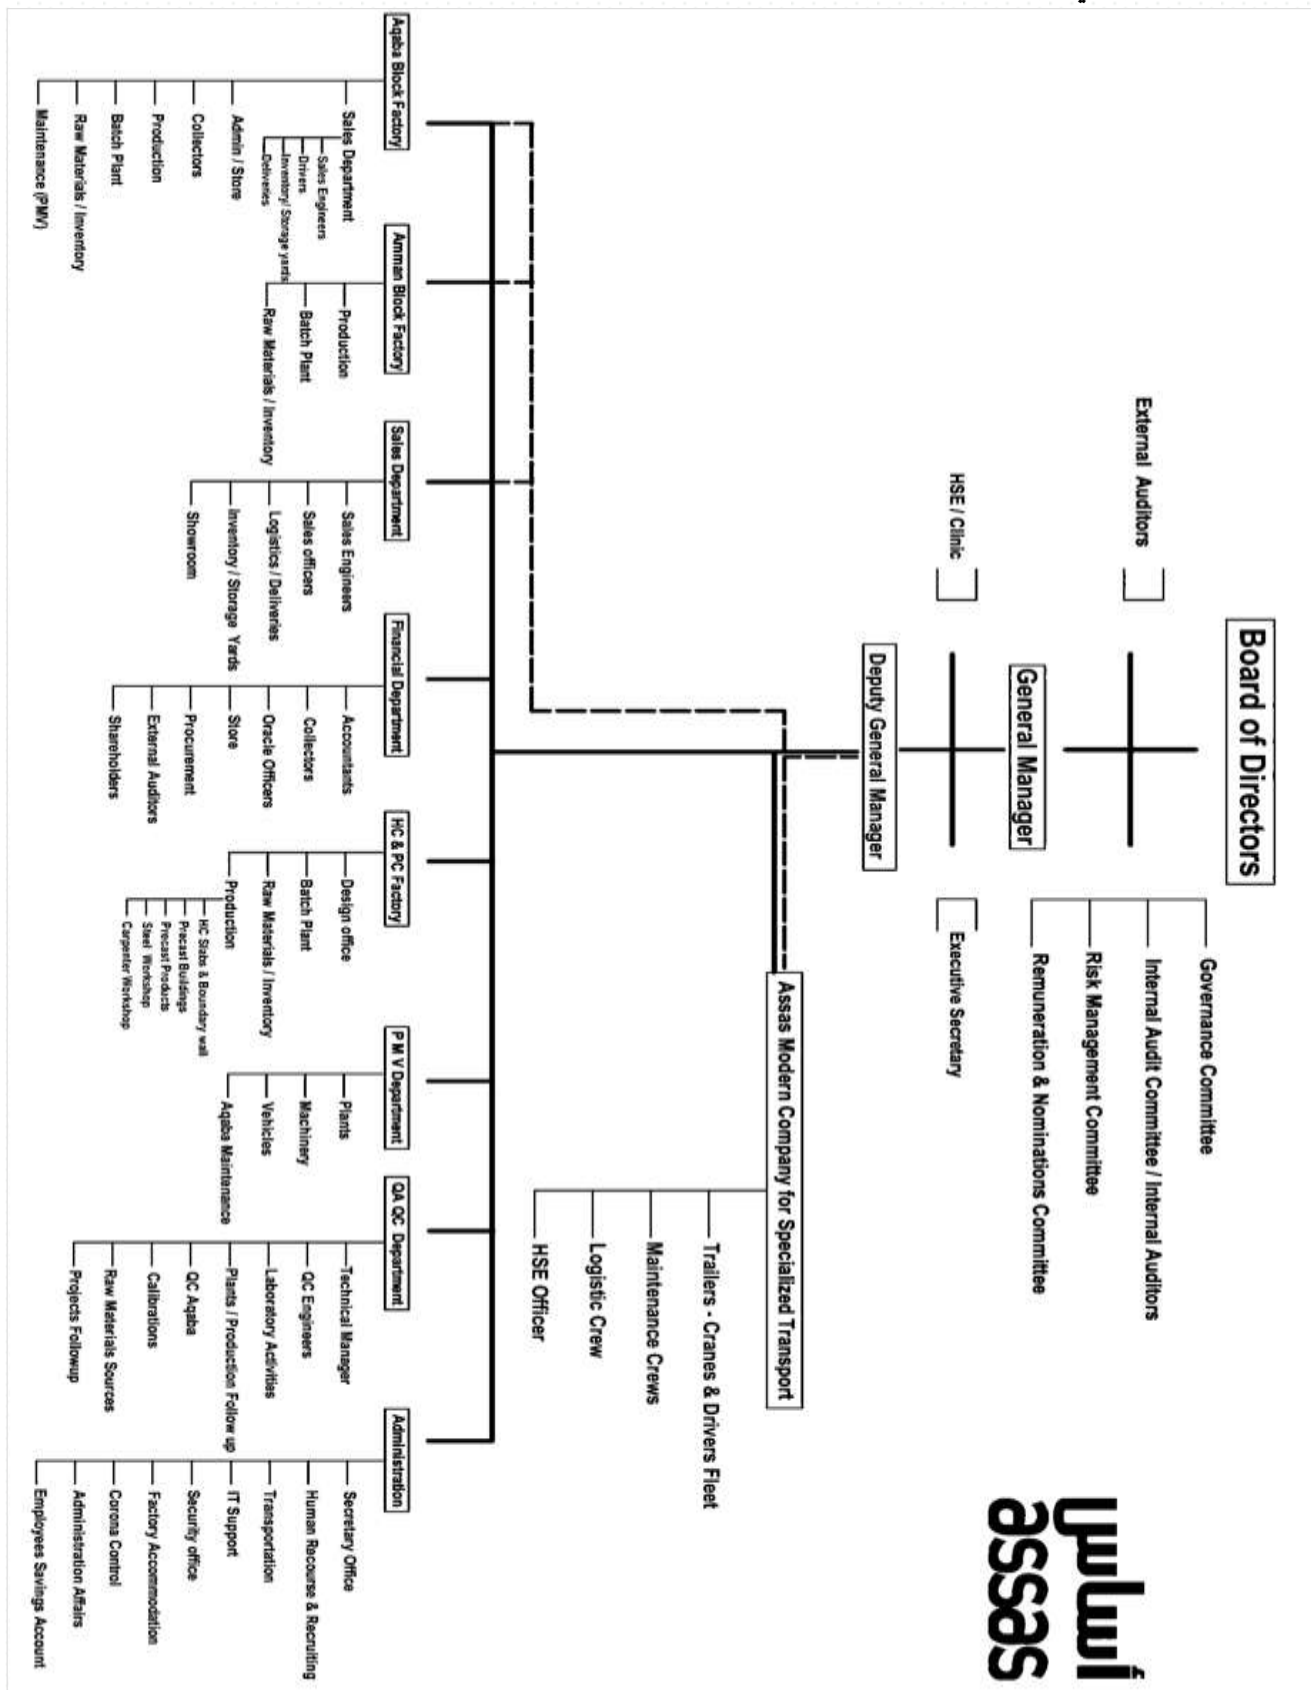 أساس
assas
Board of Directors
External Auditors
Governance Committee
Internal Audit Committee / Internal Auditors
Risk Management Committee
Remuneration & Nominations Committee
General Manager
HSE / Clinic
Executive Secretary
Deputy General Manager
Assas Modern Company for Specialized Transport
Trailers - Cranes & Drivers Fleet
Maintenance Crews
Logistic Crew
HSE Officer
Aqaba Block Factory
Sales Department
Sales Engineers
Drivers
Inventory/ Storage yards
Deliveries
Admin / Store
Collectors
Production
Batch Plant
Raw Materials / Inventory
Maintenance (PMV)
Amman Block Factory
Production
Batch Plant
Raw Materials / Inventory
Sales Department
Sales Engineers
Sales officers
Logistics / Deliveries
Inventory / Storage Yards
Showroom
Financial Department
Accountants
Collectors
Oracle Officers
Store
Procurement
External Auditors
Shareholders
HC & PC Factory
Design office
Batch Plant
Raw Materials / Inventory
Production
HC Slabs & Boundary wall
Precast Buildings
Precast Products
Steel Workshop
Carpenter Workshop
P M V Department
Plants
Machinery
Vehicles
Aqaba Maintenance
QA QC Department
Technical Manager
QC Engineers
Laboratory Activities
Plants / Production Follow up
QC Aqaba
Calibrations
Raw Materials Sources
Projects Followup
Administration
Secretary Office
Human Recourse & Recruiting
Transportation
IT Support
Security office
Factory Accommodation
Corona Control
Administration Affairs
Employees Savings Account